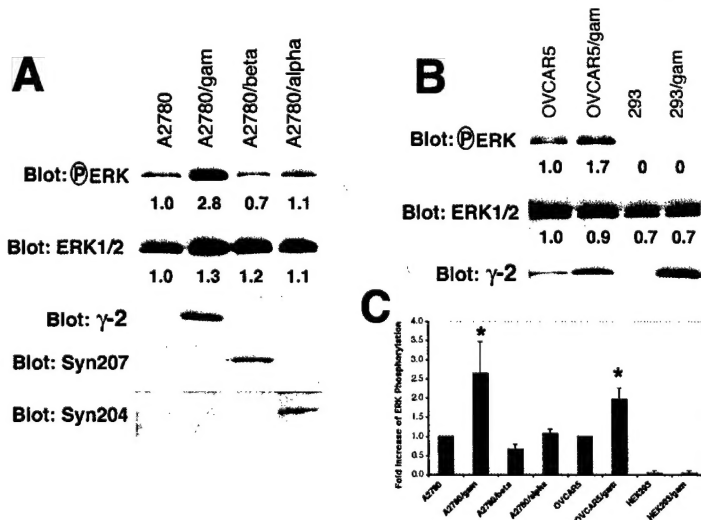 A
A2780
A2780/gam
A2780/beta
A2780/alpha
Blot: ⓅERK
1.0 2.8 0.7 1.1
Blot: ERK1/2
1.0 1.3 1.2 1.1
Blot: γ-2
Blot: Syn207
Blot: Syn204
B
OVCAR5
OVCAR5/gam
293
293/gam
Blot: ⓅERK
1.0 1.7 0 0
Blot: ERK1/2
1.0 0.9 0.7 0.7
Blot: γ-2
C
Fold Increase of ERK Phosphorylation
4.0
3.5
3.0
2.5
2.0
1.5
1.0
0.5
0.0
* *
A2780
A2780/gam
A2780/beta
A2780/alpha
OVCAR5
OVCAR5/gam
HEK293
HEK293/gam